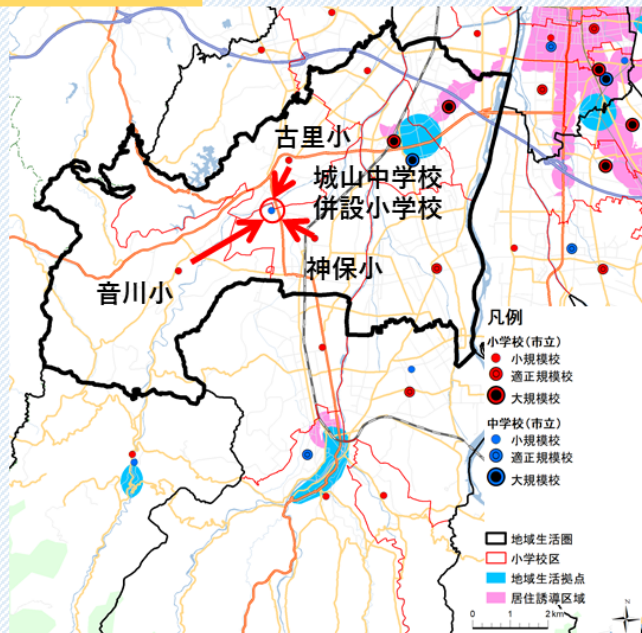 古里小
城山中学校
併設小学校
神保小
音川小
凡例
小学校(市立)
小規模校
適正規模校
大規模校
中学校(市立)
小規模校
適正規模校
大規模校
地域生活圏
小学校区
地域生活拠点
居住誘導区域
0 1 2 km
N